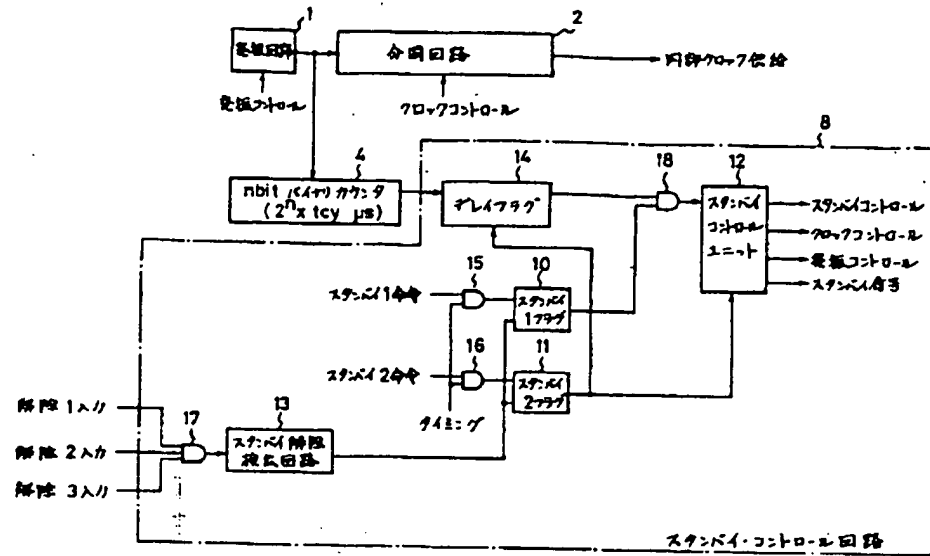 1
2
発振回路
分周回路
内部クロック供給
発振コントロール
クロックコントロール
8
4
14
18
12
nbit バイナリカウンタ
(2ⁿx tcy μs)
ディレイフラグ
スタンバイ
コントロール
ユニット
スタンバイコントロール
クロックコントロール
発振コントロール
スタンバイ信号
15
10
スタンバイ1命令
スタンバイ
1フラグ
16
11
スタンバイ2命令
スタンバイ
2フラグ
タイミング
解除1入力
解除2入力
解除3入力
17
13
スタンバイ解除
検出回路
スタンバイ・コントロール回路